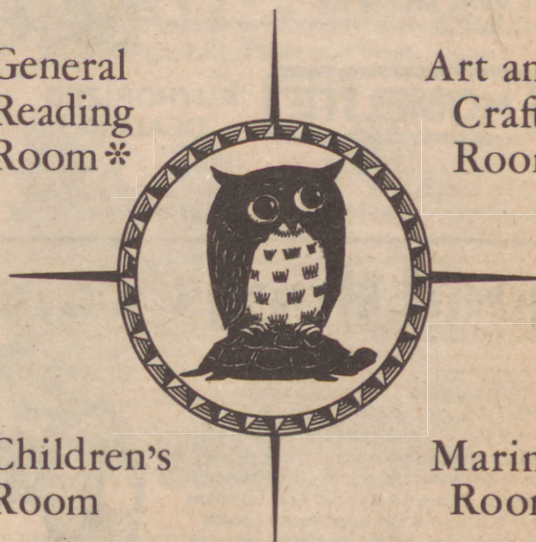 General
Reading
Room*
Art an
Craf
Roo
Children's
Room
Marin
Roo